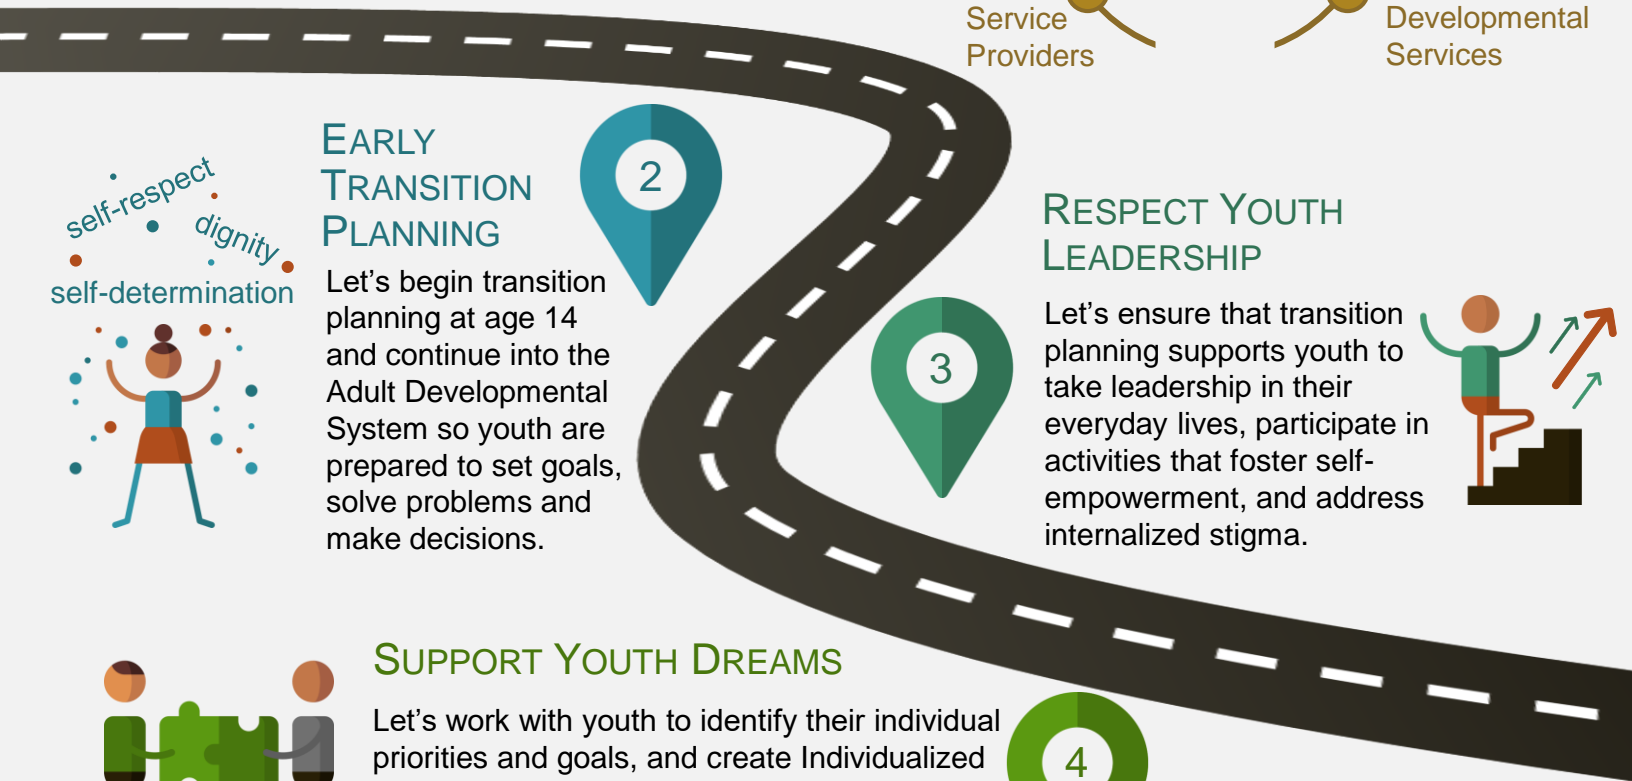 Service
Providers
Developmental
Services
EARLY
TRANSITION
PLANNING
2
self-respect
dignity
self-determination
Let’s begin transition
planning at age 14
and continue into the
Adult Developmental
System so youth are
prepared to set goals,
solve problems and
make decisions.
RESPECT YOUTH
LEADERSHIP
3
Let’s ensure that transition
planning supports youth to
take leadership in their
everyday lives, participate in
activities that foster self-
empowerment, and address
internalized stigma.
SUPPORT YOUTH DREAMS
Let’s work with youth to identify their individual
priorities and goals, and create Individualized
4